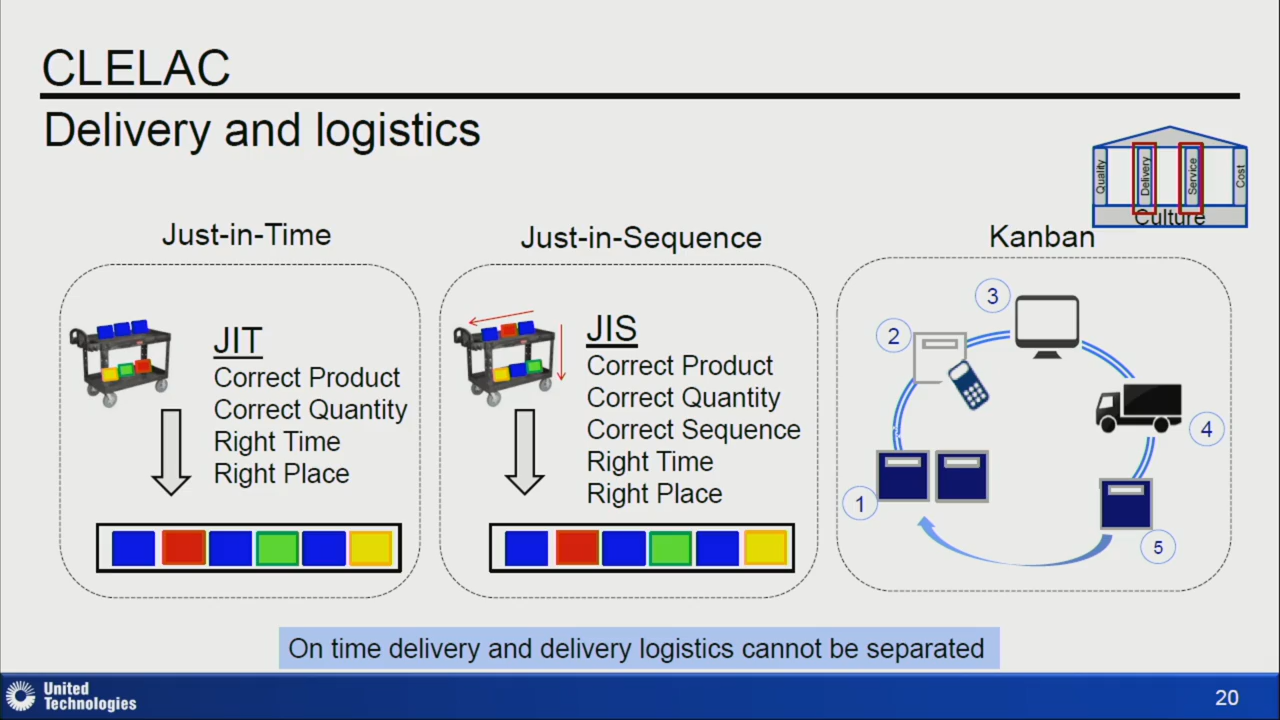 CLELAC
Delivery and logistics
Quality
Delivery
Service
Cost
Culture
Just-in-Time
JIT
Correct Product
Correct Quantity
Right Time
Right Place
Just-in-Sequence
JIS
Correct Product
Correct Quantity
Correct Sequence
Right Time
Right Place
Kanban
1
2
3
4
5
On time delivery and delivery logistics cannot be separated
United
Technologies
20